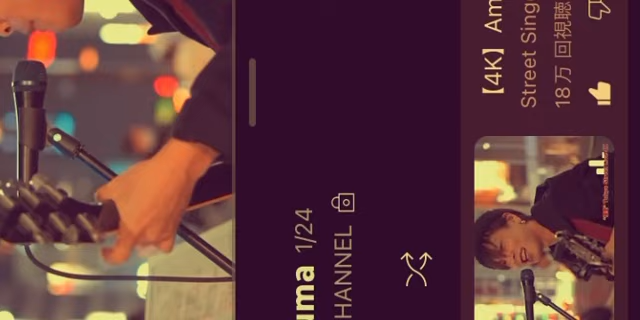 uma 1/24
HANNEL
【4K】 Am
Street Sing
18万 回視聴